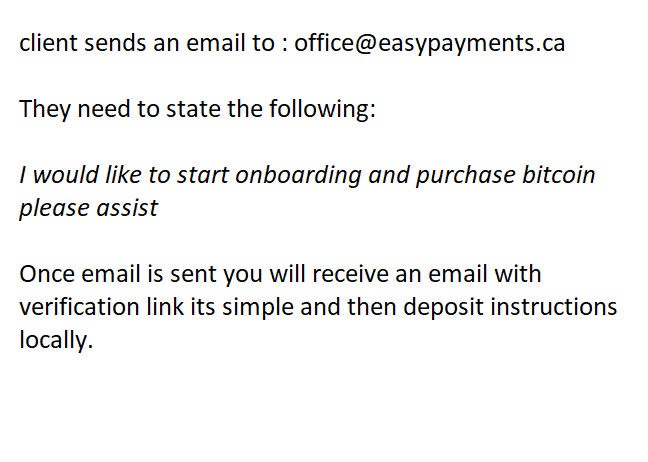 client sends an email to : office@easypayments.ca
They need to state the following:
I would like to start onboarding and purchase bitcoin
please assist
Once email is sent you will receive an email with
verification link its simple and then deposit instructions
locally.